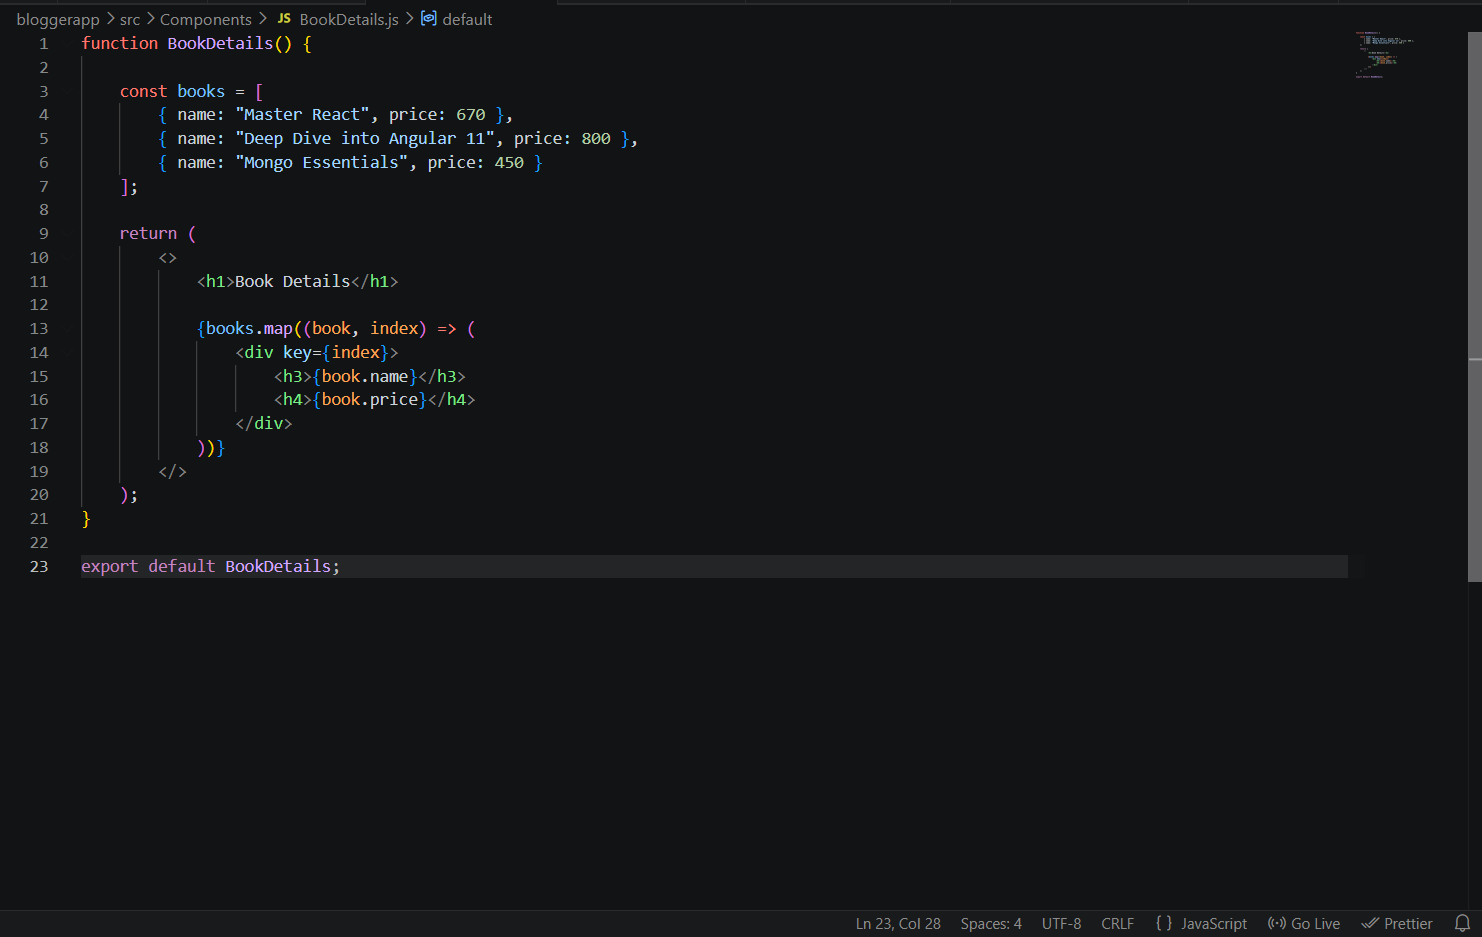 bloggerapp > src > Components > JS BookDetails.js > default
1 function BookDetails() {
2
3     const books = [
4         { name: "Master React", price: 670 },
5         { name: "Deep Dive into Angular 11", price: 800 },
6         { name: "Mongo Essentials", price: 450 }
7     ];
8
9     return (
10         <>
11             <h1>Book Details</h1>
12
13             {books.map((book, index) => (
14                 <div key={index}>
15                     <h3>{book.name}</h3>
16                     <h4>{book.price}</h4>
17                 </div>
18             ))}
19         </>
20     );
21 }
22
23 export default BookDetails;
Ln 23, Col 28 Spaces: 4 UTF-8 CRLF { } JavaScript Go Live Prettier